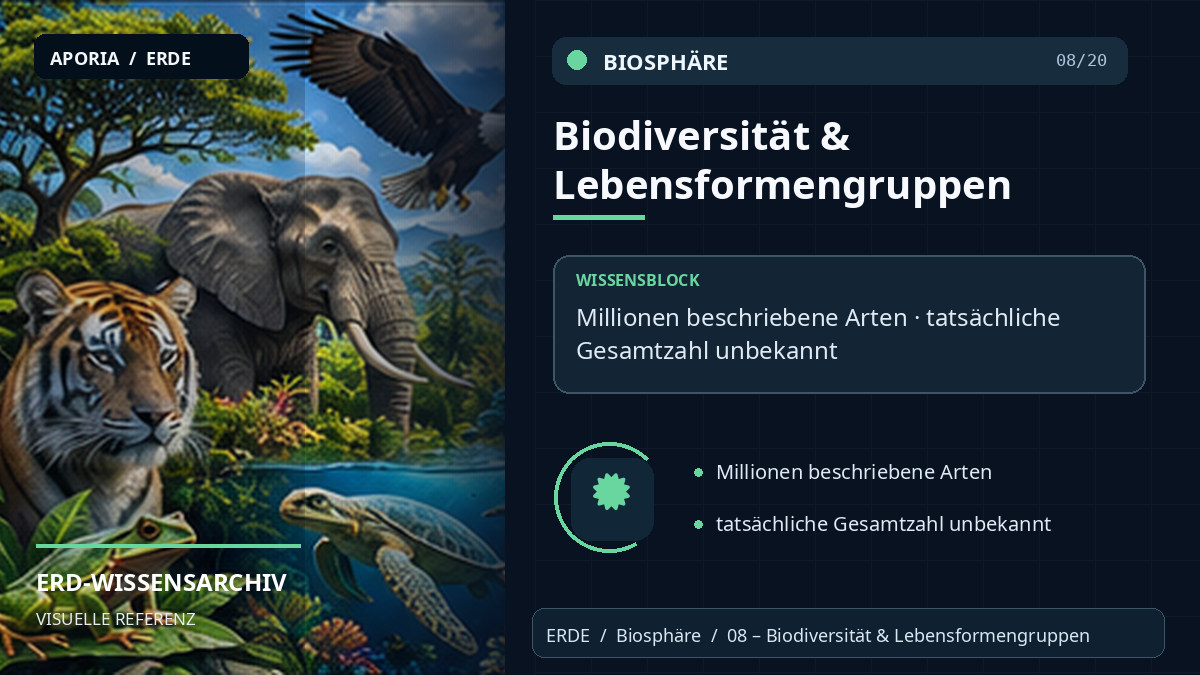 APORIA / ERDE
ERD-WISSENSARCHIV
VISUELLE REFERENZ
BIOSPHÄRE
08/20
Biodiversität &
Lebensformengruppen
WISSENSBLOCK
Millionen beschriebene Arten · tatsächliche
Gesamtzahl unbekannt
Millionen beschriebene Arten
tatsächliche Gesamtzahl unbekannt
ERDE / Biosphäre / 08 – Biodiversität & Lebensformengruppen